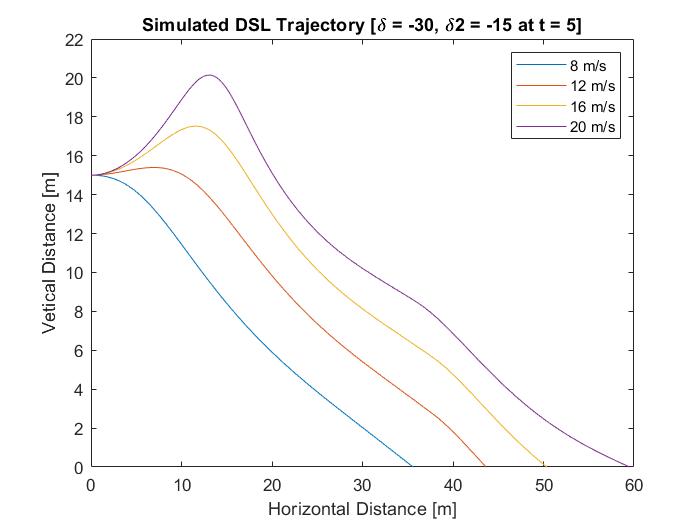 Simulated DSL Trajectory [δ = -30, δ2 = -15 at t = 5]
22
20
18
16
14
12
10
8
6
4
2
0
Vetical Distance [m]
8 m/s
12 m/s
16 m/s
20 m/s
0 10 20 30 40 50 60
Horizontal Distance [m]